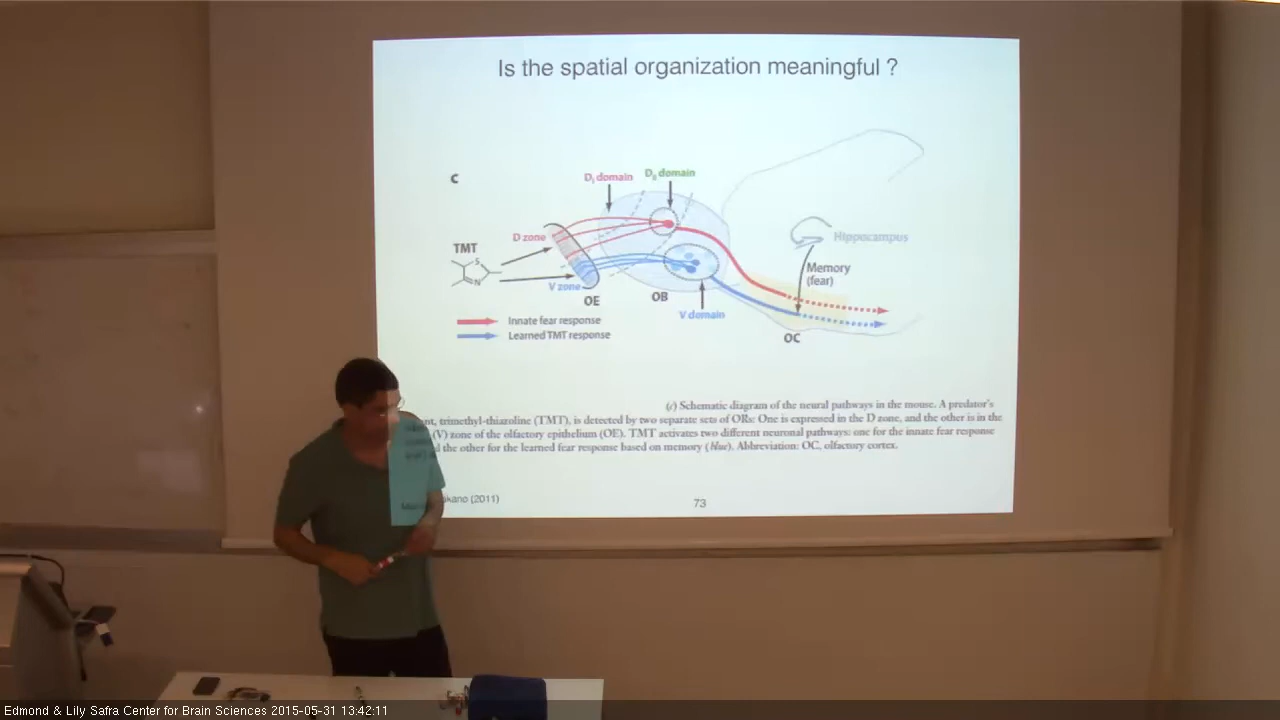 Is the spatial organization meaningful ?
C
D_I domain
D_II domain
D zone
TMT
S
N
V zone
OE
OB
V domain
Hippocampus
Memory
(fear)
OC
Innate fear response
Learned TMT response
(c) Schematic diagram of the neural pathways in the mouse. A predator's
trimethyl-thiazoline (TMT), is detected by two separate sets of ORs: One is expressed in the D zone, and the other is in the
(V) zone of the olfactory epithelium (OE). TMT activates two different neuronal pathways: one for the innate fear response
the other for the learned fear response based on memory (blue). Abbreviation: OC, olfactory cortex.
(2011)
73
Edmond & Lily Safra Center for Brain Sciences 2015-05-31 13:42:11